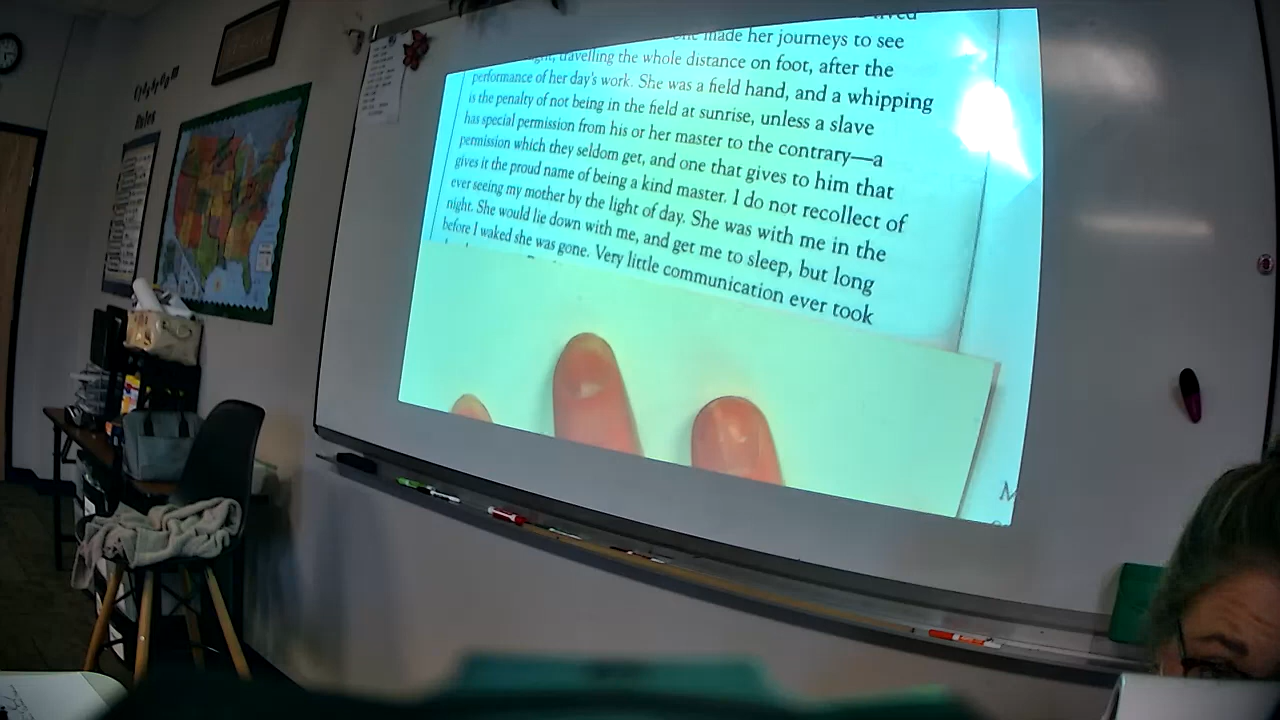 made her journeys to see
travelling the whole distance on foot, after the
performance of her day's work. She was a field hand, and a whipping
is the penalty of not being in the field at sunrise, unless a slave
has special permission from his or her master to the contrary—a
permission which they seldom get, and one that gives to him that
gives it the proud name of being a kind master. I do not recollect of
ever seeing my mother by the light of day. She was with me in the
night. She would lie down with me, and get me to sleep, but long
before I waked she was gone. Very little communication ever took
Rules